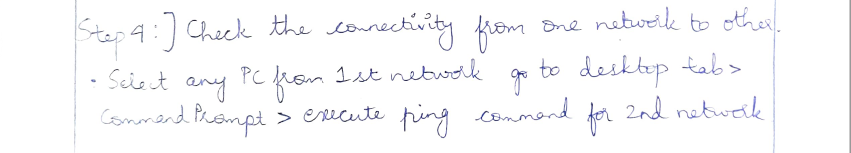 Step 4:] Check the connectivity from one network to other.
• Select any PC from 1st network go to desktop tab >
Command Prompt > execute ping command for 2nd network